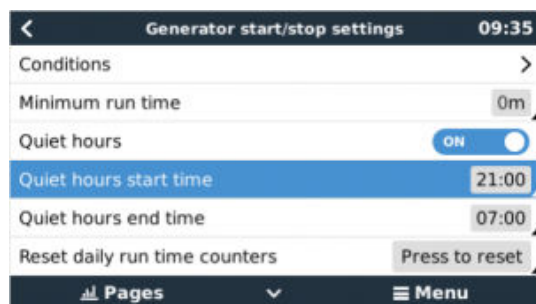 Generator start/stop settings 09:35
Conditions
Minimum run time 0m
Quiet hours ON
Quiet hours start time 21:00
Quiet hours end time 07:00
Reset daily run time counters Press to reset
Pages Menu